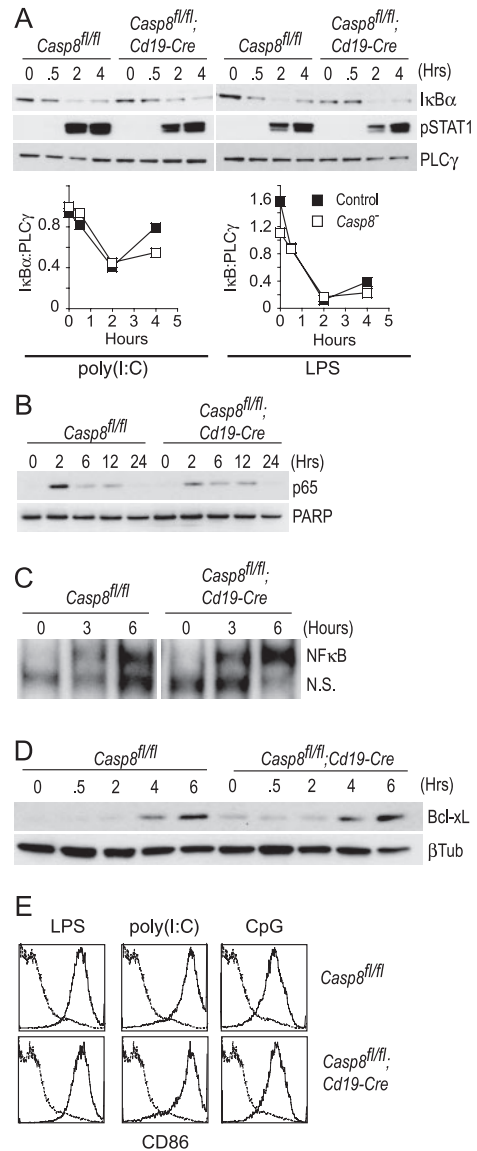 A
Casp8fl/fl Casp8fl/fl; Cd19-Cre Casp8fl/fl Casp8fl/fl; Cd19-Cre
0 .5 2 4 0 .5 2 4 0 .5 2 4 0 .5 2 4 (Hrs)
IκBα
pSTAT1
PLCγ
IκBα:PLCγ
0.8
0.4
0
0 1 2 3 4 5
Hours
poly(I:C)
IκB:PLCγ
1.6
1.2
0.8
0.4
0
0 1 2 3 4 5
Hours
LPS
Control
Casp8-
B
Casp8fl/fl Casp8fl/fl; Cd19-Cre
0 2 6 12 24 0 2 6 12 24 (Hrs)
p65
PARP
C
Casp8fl/fl Casp8fl/fl; Cd19-Cre
0 3 6 0 3 6 (Hours)
NFκB
N.S.
D
Casp8fl/fl Casp8fl/fl;Cd19-Cre
0 .5 2 4 6 0 .5 2 4 6 (Hrs)
Bcl-xL
βTub
E
LPS poly(I:C) CpG
Casp8fl/fl
Casp8fl/fl;
Cd19-Cre
CD86